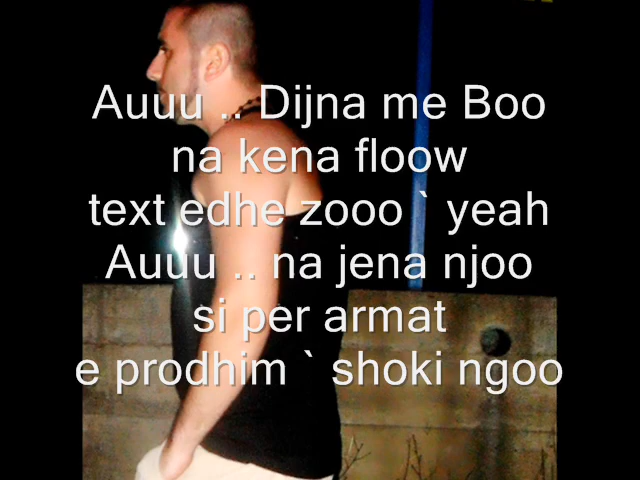 Auuu .. Dijna me Boo
na kena floow
text edhe zooo ` yeah
Auuu .. na jena njoo
si per armat
e prodhim ` shoki ngoo